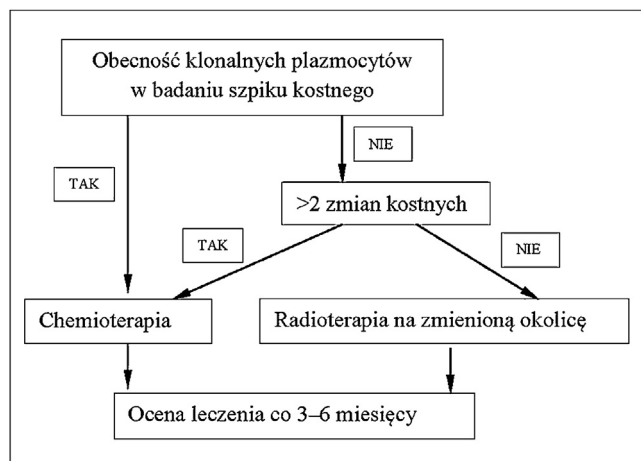 Obecność klonalnych plazmocytów
w badaniu szpiku kostnego
NIE
TAK
>2 zmian kostnych
TAK
NIE
Chemioterapia
Radioterapia na zmienioną okolicę
Ocena leczenia co 3–6 miesięcy